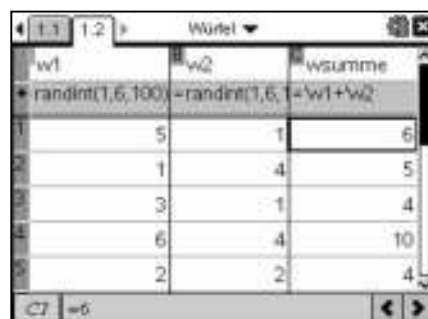 1.1 1.2 Würfel
w1 B w2 C wsumme
randint(1,6,100) =randint(1,6,1 ='w1+'w2
1 5 1 6
2 1 4 5
3 3 1 4
4 6 4 10
5 2 2 4
C1 =6